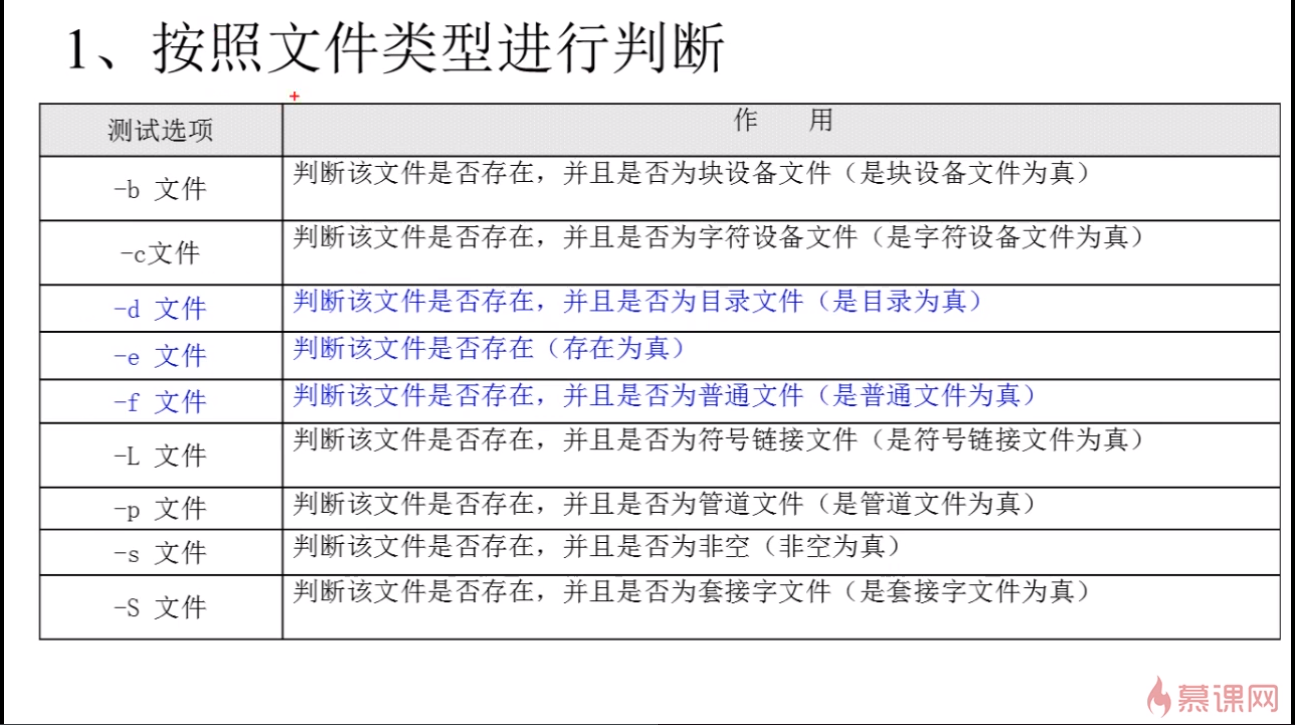 1、按照文件类型进行判断
测试选项 作 用
-b 文件 判断该文件是否存在，并且是否为块设备文件（是块设备文件为真）
-c文件 判断该文件是否存在，并且是否为字符设备文件（是字符设备文件为真）
-d 文件 判断该文件是否存在，并且是否为目录文件（是目录为真）
-e 文件 判断该文件是否存在（存在为真）
-f 文件 判断该文件是否存在，并且是否为普通文件（是普通文件为真）
-L 文件 判断该文件是否存在，并且是否为符号链接文件（是符号链接文件为真）
-p 文件 判断该文件是否存在，并且是否为管道文件（是管道文件为真）
-s 文件 判断该文件是否存在，并且是否为非空（非空为真）
-S 文件 判断该文件是否存在，并且是否为套接字文件（是套接字文件为真）
慕课网